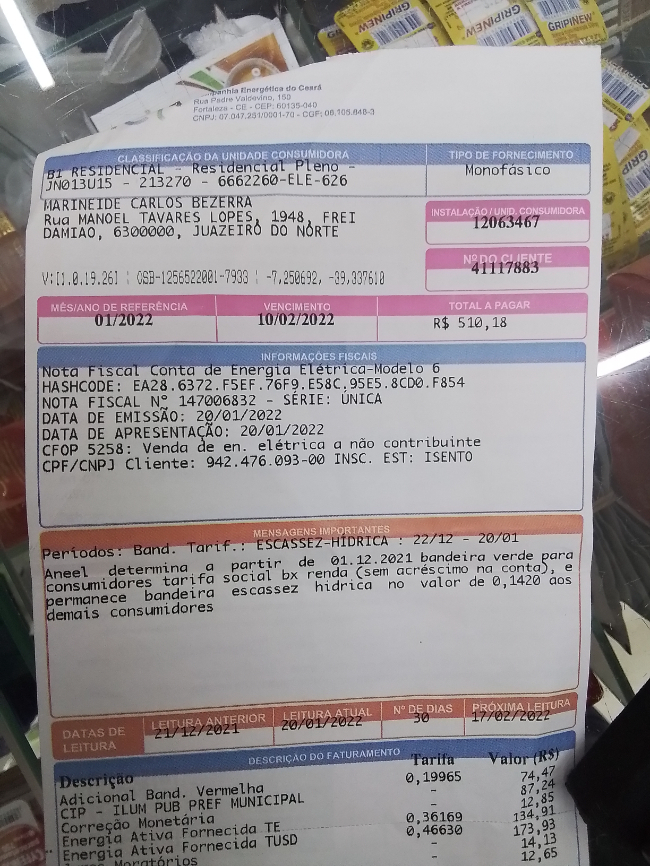 GRIPINEW
GRIPINEW
GRIPINEW
Companhia Energética do Ceará
Rua Padre Valdevino, 150
Fortaleza - CE - CEP: 60135-040
CNPJ: 07.047.251/0001-70 - CGF: 06.105.848-3
CLASSIFICAÇÃO DA UNIDADE CONSUMIDORA
TIPO DE FORNECIMENTO
B1 RESIDENCIAL - Residencial Pleno -
JN013U15 - 213270 - 6662260-ELE-626
Monofásico
MARINEIDE CARLOS BEZERRA
Rua MANOEL TAVARES LOPES, 1948, FREI
DAMIAO, 6300000, JUAZEIRO DO NORTE
INSTALAÇÃO / UNID. CONSUMIDORA
12063467
Nº DO CLIENTE
41117883
V:[1.0.19.26] ¦ OSB-1256522001-7933 ¦ -7,250692, -39,337610
MÊS/ANO DE REFERÊNCIA
VENCIMENTO
TOTAL A PAGAR
01/2022
10/02/2022
R$ 510,18
INFORMAÇÕES FISCAIS
Nota Fiscal Conta de Energia Elétrica-Modelo 6
HASHCODE: EA28.6372.F5EF.76F9.E58C.95E5.8CD0.F854
NOTA FISCAL N° 147006832 - SÉRIE: ÚNICA
DATA DE EMISSÃO: 20/01/2022
DATA DE APRESENTAÇÃO: 20/01/2022
CFOP 5258: Venda de en. elétrica a não contribuinte
CPF/CNPJ Cliente: 942.476.093-00 INSC. EST: ISENTO
MENSAGENS IMPORTANTES
Períodos: Band. Tarif.: ESCASSEZ-HÍDRICA : 22/12 - 20/01
Aneel determina a partir de 01.12.2021 bandeira verde para
consumidores tarifa social bx renda (sem acréscimo na conta), e
permanece bandeira escassez hidrica no valor de 0,1420 aos
demais consumidores
DATAS DE LEITURA
LEITURA ANTERIOR
LEITURA ATUAL
Nº DE DIAS
PRÓXIMA LEITURA
21/12/2021
20/01/2022
30
17/02/2022
DESCRIÇÃO DO FATURAMENTO
Descrição Tarifa Valor (R$)
Adicional Band. Vermelha 0,19965 74,47
CIP - ILUM PUB PREF MUNICIPAL - 87,24
Correção Monetária - 12,85
Energia Ativa Fornecida TE 0,36169 134,91
Energia Ativa Fornecida TUSD 0,46630 173,93
Moratórios - 14,13
- 12,65